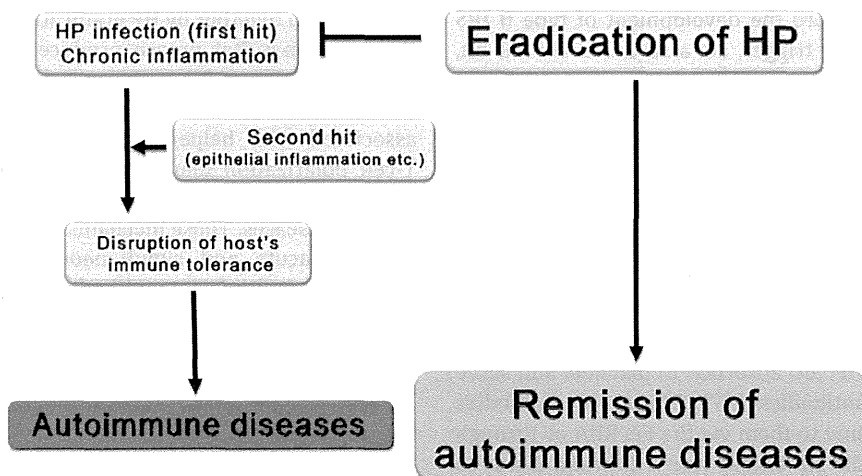 HP infection (first hit)
Chronic inflammation
Eradication of HP
Second hit
(epithelial inflammation etc.)
Disruption of host's
immune tolerance
Autoimmune diseases
Remission of
autoimmune diseases